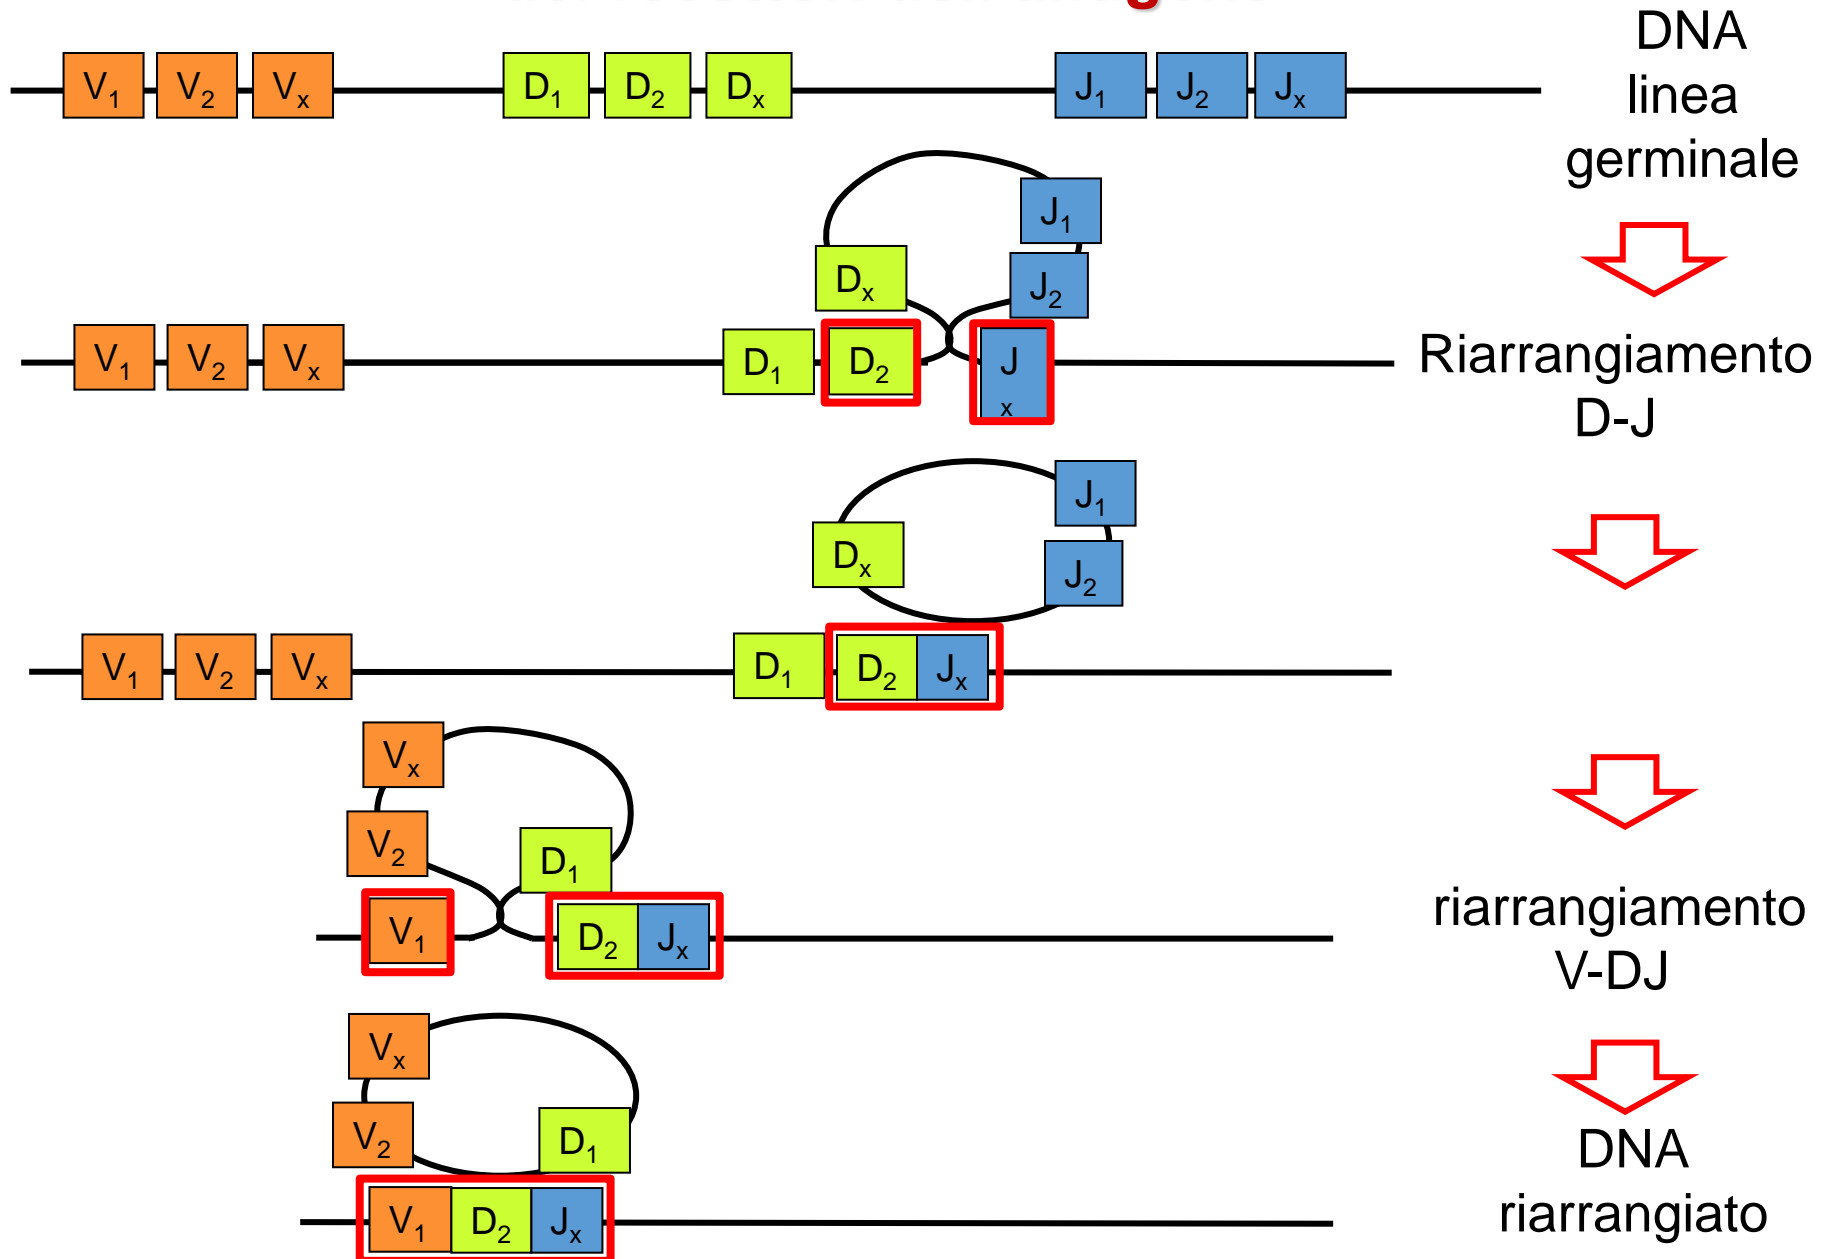 V1 V2 Vx D1 D2 Dx J1 J2 Jx
DNA
linea
germinale
J1
Dx J2
V1 V2 Vx D1 D2 J
x
Riarrangiamento
D-J
J1
Dx J2
V1 V2 Vx D1 D2 Jx
Vx
V2 D1
V1 D2 Jx
riarrangiamento
V-DJ
Vx
V2 D1
V1 D2 Jx
DNA
riarrangiato